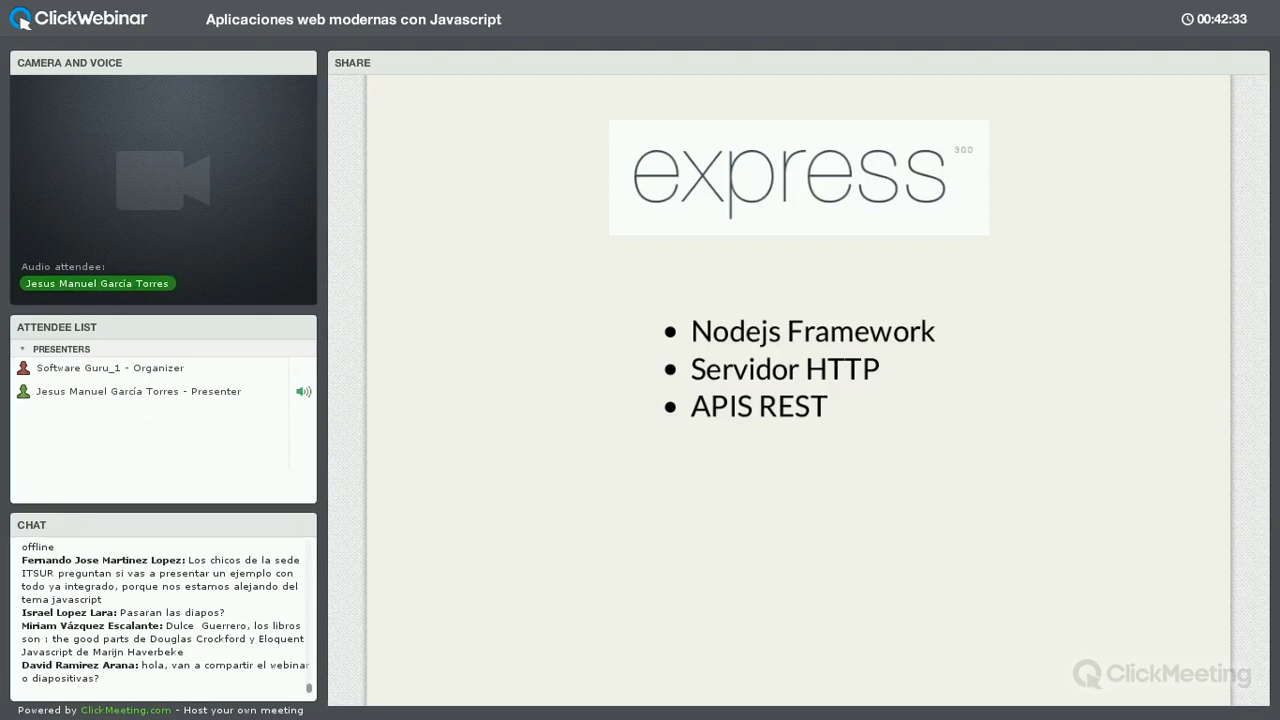 ClickWebinar
Aplicaciones web modernas con Javascript
00:42:33
CAMERA AND VOICE
Audio attendee:
Jesus Manuel García Torres
ATTENDEE LIST
PRESENTERS
Software Guru_1 - Organizer
Jesus Manuel García Torres - Presenter
CHAT
offline
Fernando Jose Martinez Lopez: Los chicos de la sede
ITSUR preguntan si vas a presentar un ejemplo con
todo ya integrado, porque nos estamos alejando del
tema javascript
Israel Lopez Lara: Pasaran las diapos?
Miriam Vázquez Escalante: Dulce Guerrero, los libros
son : the good parts de Douglas Crockford y Eloquent
Javascript de Marijn Haverbeke
David Ramirez Arana: hola, van a compartir el webinar
o diapositivas?
Powered by ClickMeeting.com - Host your own meeting
SHARE
express
3.0.0
• Nodejs Framework
• Servidor HTTP
• APIS REST
ClickMeeting